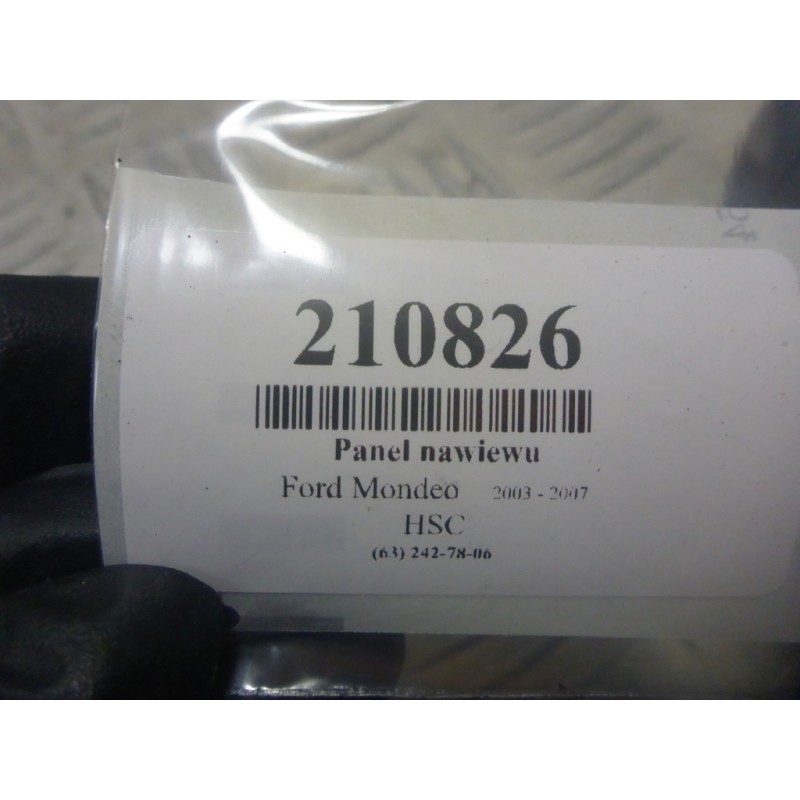 210826
Panel nawiewu
Ford Mondeo 2003 - 2007
HSC
(63) 242-78-06